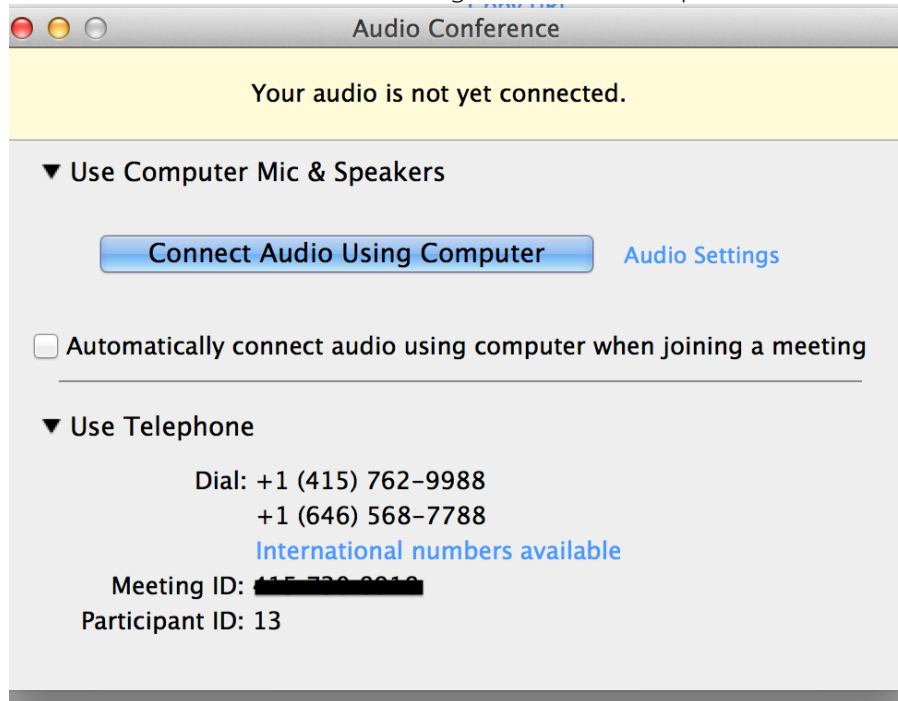 Audio Conference
Your audio is not yet connected.
Use Computer Mic & Speakers
Connect Audio Using Computer Audio Settings
Automatically connect audio using computer when joining a meeting
Use Telephone
Dial: +1 (415) 762-9988
+1 (646) 568-7788
International numbers available
Meeting ID:
Participant ID: 13